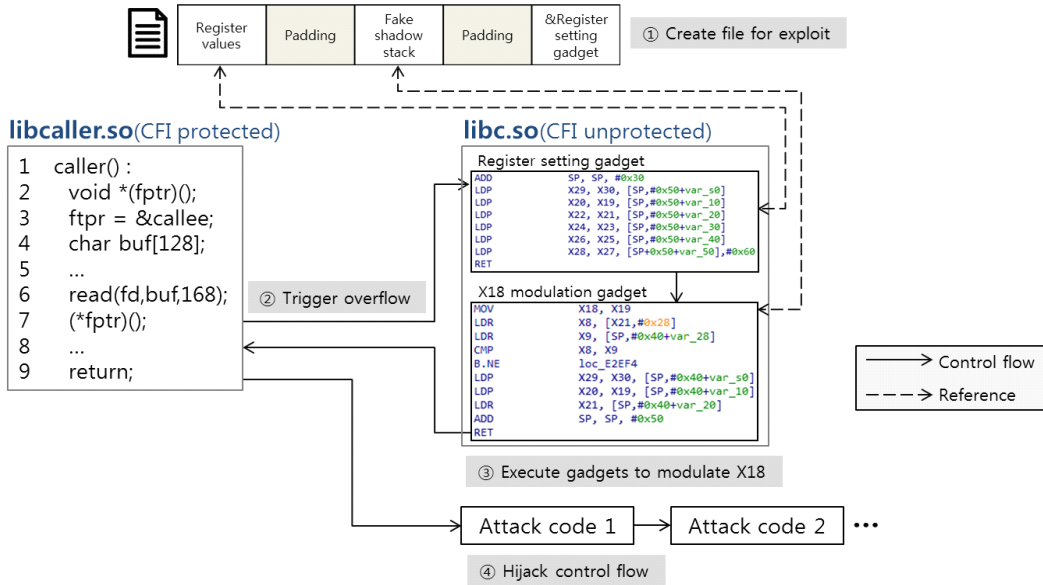 Register values
Padding
Fake shadow stack
Padding
&Register setting gadget
① Create file for exploit
libcaller.so(CFI protected)
1 caller() :
2 void *(fptr)();
3 ftpr = &callee;
4 char buf[128];
5 ...
6 read(fd,buf,168);
7 (*fptr)();
8 ...
9 return;
② Trigger overflow
libc.so(CFI unprotected)
Register setting gadget
ADD SP, SP, #0x30
LDP X29, X30, [SP,#0x50+var_s0]
LDP X20, X19, [SP,#0x50+var_10]
LDP X22, X21, [SP,#0x50+var_20]
LDP X24, X23, [SP,#0x50+var_30]
LDP X26, X25, [SP,#0x50+var_40]
LDP X28, X27, [SP+0x50+var_50],#0x60
RET
X18 modulation gadget
MOV X18, X19
LDR X8, [X21,#0x28]
LDR X9, [SP,#0x40+var_28]
CMP X8, X9
B.NE loc_E2EF4
LDP X29, X30, [SP,#0x40+var_s0]
LDP X20, X19, [SP,#0x40+var_10]
LDR X21, [SP,#0x40+var_20]
ADD SP, SP, #0x50
RET
Control flow
Reference
③ Execute gadgets to modulate X18
Attack code 1
Attack code 2
...
④ Hijack control flow